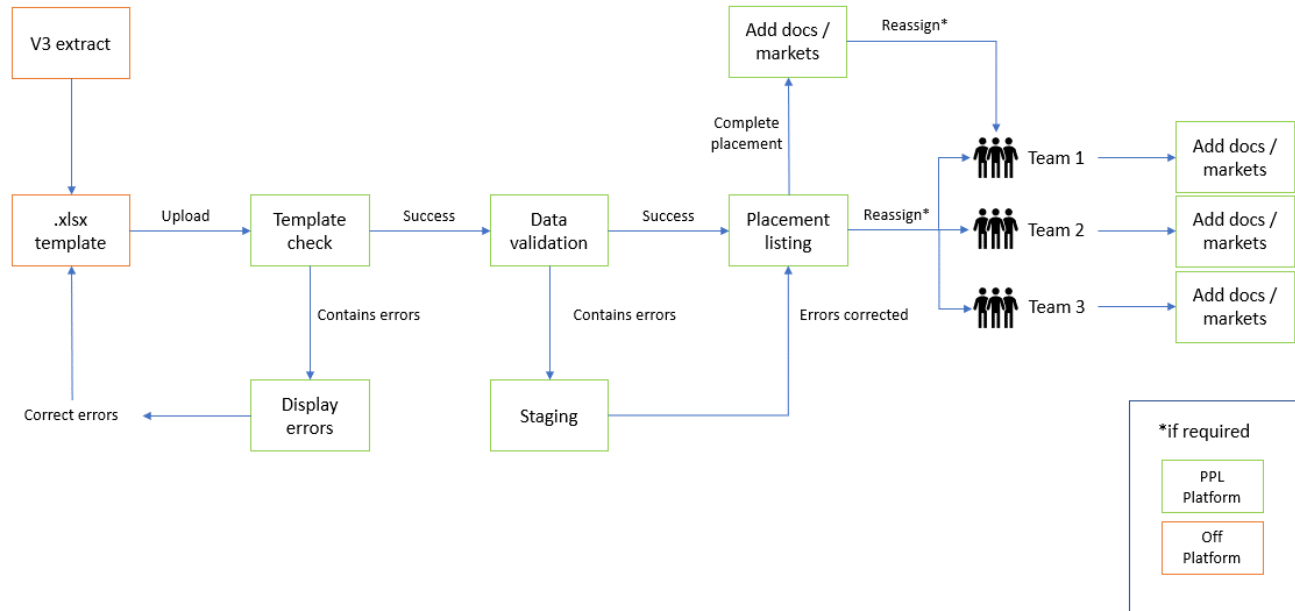 V3 extract
Add docs /
markets
Reassign*
Complete
placement
.xlsx
template
Upload
Template
check
Success
Data
validation
Success
Placement
listing
Reassign*
Team 1
Add docs /
markets
Team 2
Add docs /
markets
Team 3
Add docs /
markets
Contains errors
Contains errors
Errors corrected
Correct errors
Display
errors
Staging
*if required
PPL
Platform
Off
Platform